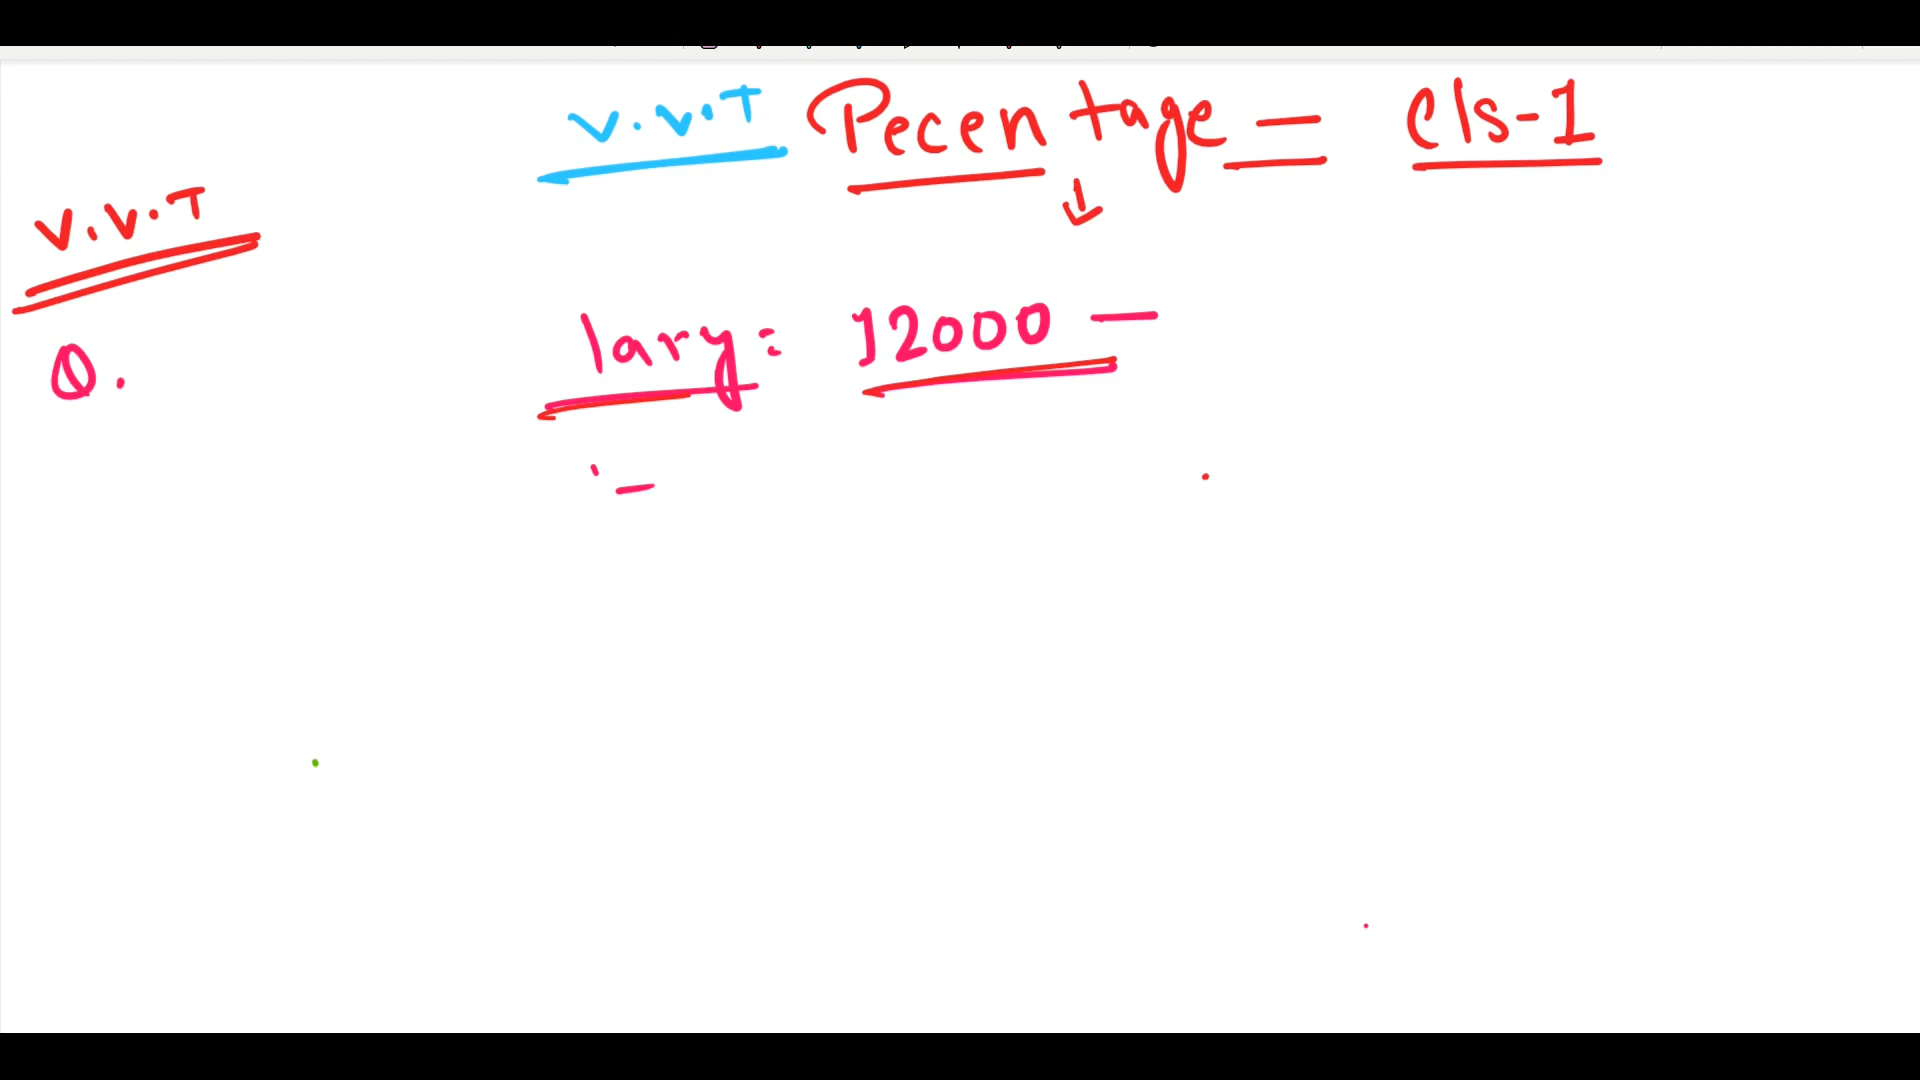 V.V.T Pecentage = cls-1
V.V.T
Q. lary: 12000 —